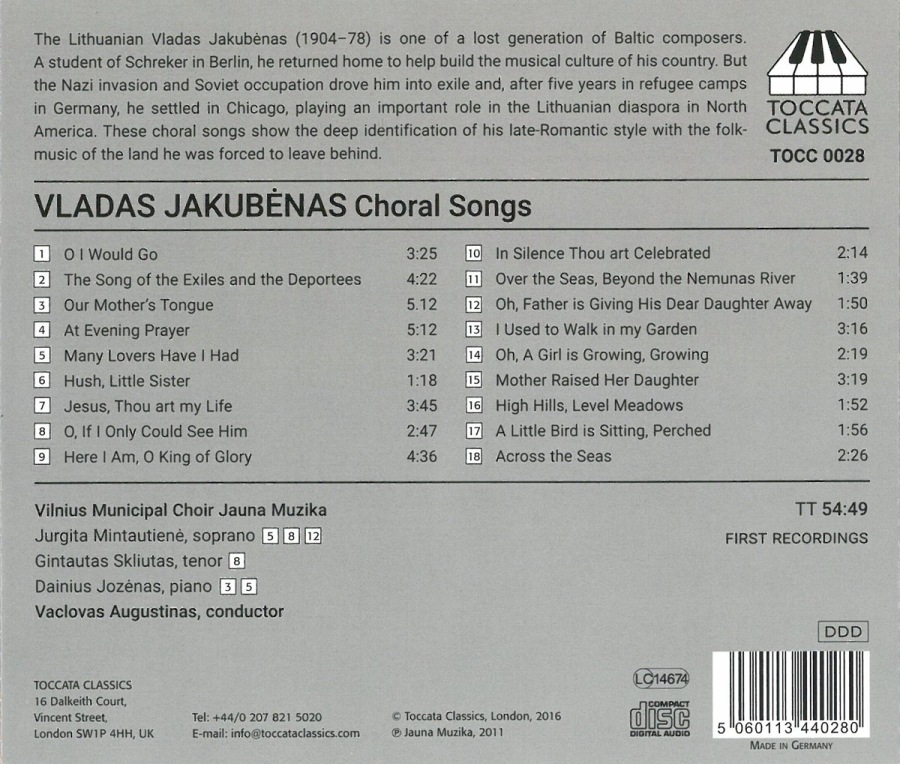 The Lithuanian Vladas Jakubėnas (1904–78) is one of a lost generation of Baltic composers.
A student of Schreker in Berlin, he returned home to help build the musical culture of his country. But
the Nazi invasion and Soviet occupation drove him into exile and, after five years in refugee camps
in Germany, he settled in Chicago, playing an important role in the Lithuanian diaspora in North
America. These choral songs show the deep identification of his late-Romantic style with the folk-
music of the land he was forced to leave behind.
TOCCATA
CLASSICS
TOCC 0028
VLADAS JAKUBĖNAS Choral Songs
1 O I Would Go 3:25
2 The Song of the Exiles and the Deportees 4:22
3 Our Mother's Tongue 5.12
4 At Evening Prayer 5:12
5 Many Lovers Have I Had 3:21
6 Hush, Little Sister 1:18
7 Jesus, Thou art my Life 3:45
8 O, If I Only Could See Him 2:47
9 Here I Am, O King of Glory 4:36
10 In Silence Thou art Celebrated 2:14
11 Over the Seas, Beyond the Nemunas River 1:39
12 Oh, Father is Giving His Dear Daughter Away 1:50
13 I Used to Walk in my Garden 3:16
14 Oh, A Girl is Growing, Growing 2:19
15 Mother Raised Her Daughter 3:19
16 High Hills, Level Meadows 1:52
17 A Little Bird is Sitting, Perched 1:56
18 Across the Seas 2:26
Vilnius Municipal Choir Jauna Muzika
Jurgita Mintautienė, soprano 5 8 12
Gintautas Skliutas, tenor 8
Dainius Jozėnas, piano 3 5
Vaclovas Augustinas, conductor
TT 54:49
FIRST RECORDINGS
DDD
TOCCATA CLASSICS
16 Dalkeith Court,
Vincent Street,
London SW1P 4HH, UK
Tel: +44/0 207 821 5020
E-mail: info@toccataclassics.com
© Toccata Classics, London, 2016
℗ Jauna Muzika, 2011
LC14674
COMPACT
disc
DIGITAL AUDIO
5 060113 440280
MADE IN GERMANY